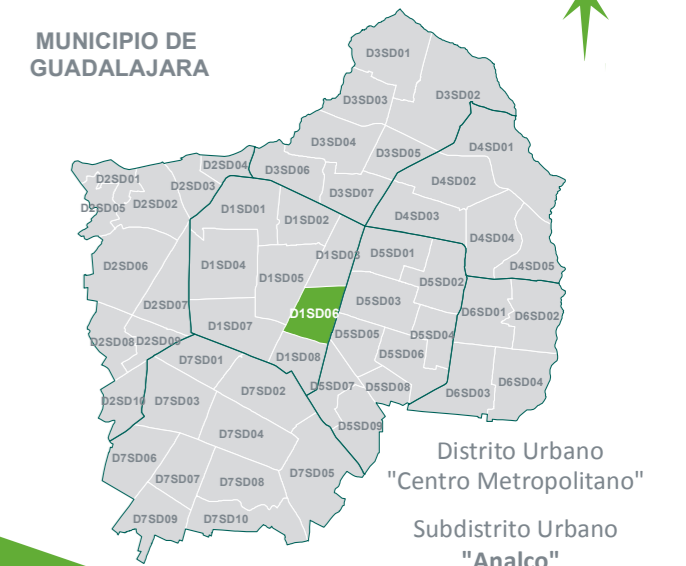 MUNICIPIO DE
GUADALAJARA
D3SD01
D3SD02
D3SD03
D3SD04
D3SD05
D3SD06
D3SD07
D4SD01
D4SD02
D4SD03
D4SD04
D4SD05
D2SD01
D2SD02
D2SD03
D2SD04
D2SD05
D2SD06
D2SD07
D2SD08
D2SD09
D2SD10
D1SD01
D1SD02
D1SD03
D1SD04
D1SD05
D1SD06
D1SD07
D1SD08
D5SD01
D5SD02
D5SD03
D5SD04
D5SD05
D5SD06
D5SD07
D5SD08
D5SD09
D6SD01
D6SD02
D6SD03
D6SD04
D7SD01
D7SD02
D7SD03
D7SD04
D7SD05
D7SD06
D7SD07
D7SD08
D7SD09
D7SD10
Distrito Urbano
"Centro Metropolitano"
Subdistrito Urbano
"Analco"